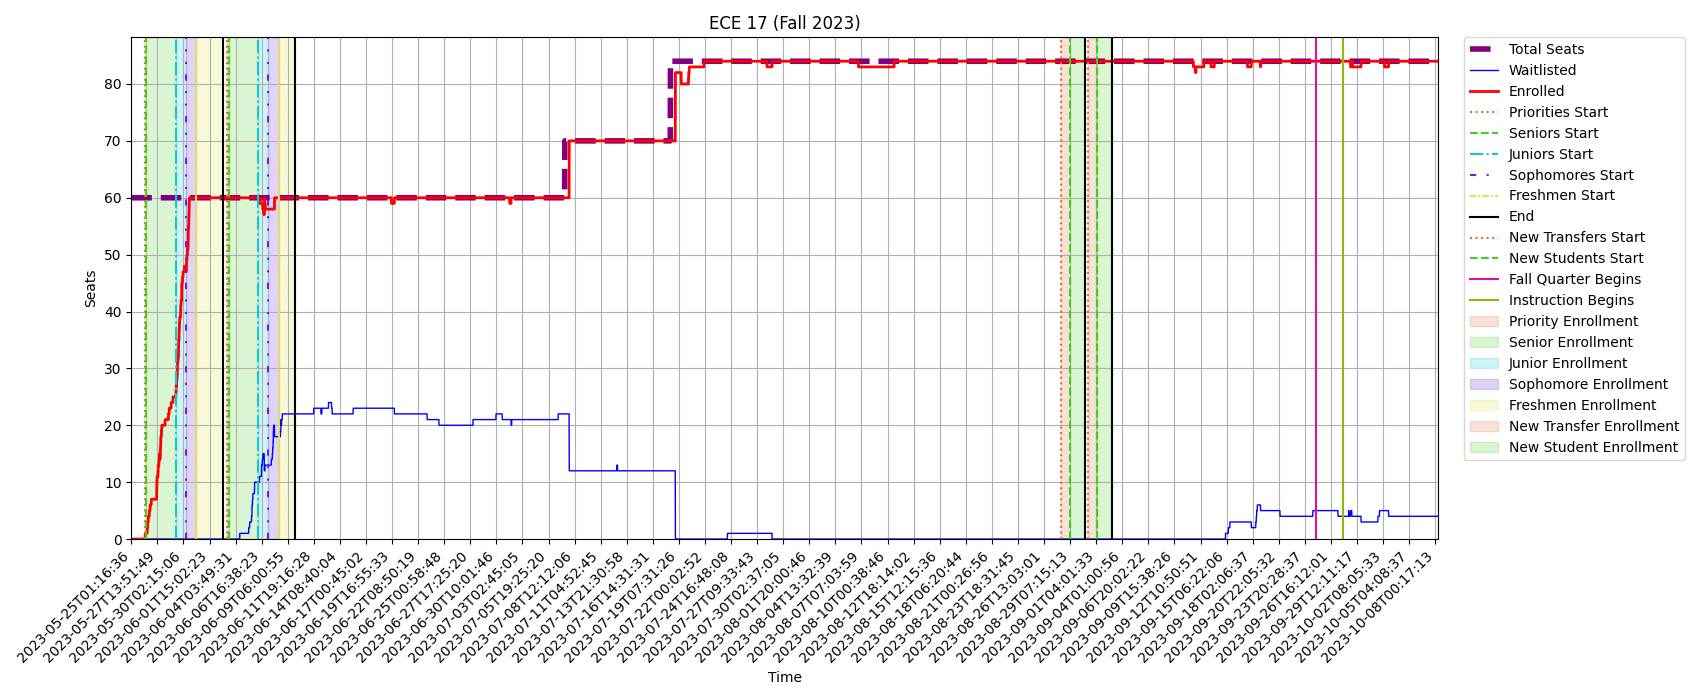 ECE 17 (Fall 2023)
Seats
80
70
60
50
40
30
20
10
0
2023-05-25T01:16:36
2023-05-27T13:51:49
2023-05-30T02:15:06
2023-06-01T15:02:23
2023-06-04T03:49:31
2023-06-06T16:38:23
2023-06-09T06:00:55
2023-06-11T19:16:28
2023-06-14T08:40:04
2023-06-17T00:45:02
2023-06-19T16:55:33
2023-06-22T08:50:19
2023-06-25T00:58:48
2023-06-27T17:25:20
2023-06-30T10:01:46
2023-07-03T02:45:05
2023-07-05T19:25:20
2023-07-08T12:12:06
2023-07-11T04:52:45
2023-07-13T21:30:58
2023-07-16T14:31:31
2023-07-19T07:31:26
2023-07-22T00:02:52
2023-07-24T16:48:08
2023-07-27T09:33:43
2023-07-30T02:37:05
2023-08-01T20:00:46
2023-08-04T13:32:39
2023-08-07T07:03:59
2023-08-10T00:38:46
2023-08-12T18:14:02
2023-08-15T12:15:36
2023-08-18T06:20:44
2023-08-21T00:26:56
2023-08-23T18:31:45
2023-08-26T13:03:01
2023-08-29T07:15:13
2023-09-01T04:01:33
2023-09-04T01:00:56
2023-09-06T20:02:22
2023-09-09T15:38:26
2023-09-12T10:50:51
2023-09-15T06:22:06
2023-09-18T02:06:37
2023-09-20T22:05:32
2023-09-23T20:28:37
2023-09-26T16:12:01
2023-09-29T12:11:17
2023-10-02T08:05:33
2023-10-05T04:08:37
2023-10-08T00:17:13
Time
Total Seats
Waitlisted
Enrolled
Priorities Start
Seniors Start
Juniors Start
Sophomores Start
Freshmen Start
End
New Transfers Start
New Students Start
Fall Quarter Begins
Instruction Begins
Priority Enrollment
Senior Enrollment
Junior Enrollment
Sophomore Enrollment
Freshmen Enrollment
New Transfer Enrollment
New Student Enrollment